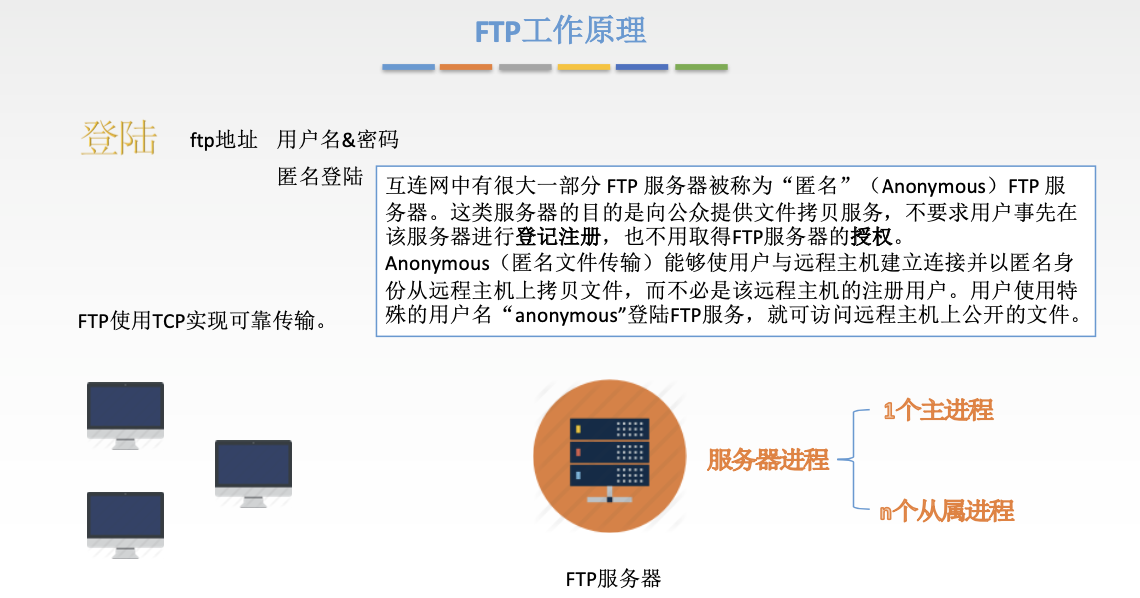 FTP工作原理
登陆 ftp地址 用户名&密码
匿名登陆
互连网中有很大一部分 FTP 服务器被称为“匿名”（Anonymous）FTP 服
务器。这类服务器的目的是向公众提供文件拷贝服务，不要求用户事先在
该服务器进行登记注册，也不用取得FTP服务器的授权。
Anonymous（匿名文件传输）能够使用户与远程主机建立连接并以匿名身
份从远程主机上拷贝文件，而不必是该远程主机的注册用户。用户使用特
殊的用户名“anonymous”登陆FTP服务，就可访问远程主机上公开的文件。
FTP使用TCP实现可靠传输。
1个主进程
服务器进程
n个从属进程
FTP服务器